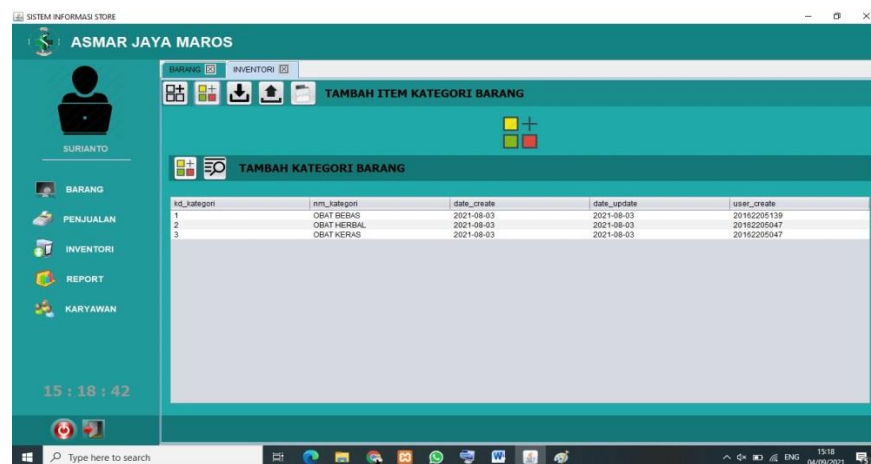 SISTEM INFORMASI STORE
ASMAR JAYA MAROS
BARANG INVENTORI
TAMBAH ITEM KATEGORI BARANG
SURIANTO
TAMBAH KATEGORI BARANG
BARANG
PENJUALAN
INVENTORI
REPORT
KARYAWAN
kd_kategori nm_kategori date_create date_update user_create
1 OBAT BEBAS 2021-08-03 2021-08-03 20162205139
2 OBAT HERBAL 2021-08-03 2021-08-03 20162205047
3 OBAT KERAS 2021-08-03 2021-08-03 20162205047
15 : 18 : 42
Type here to search
ENG
15:18
04/09/2021